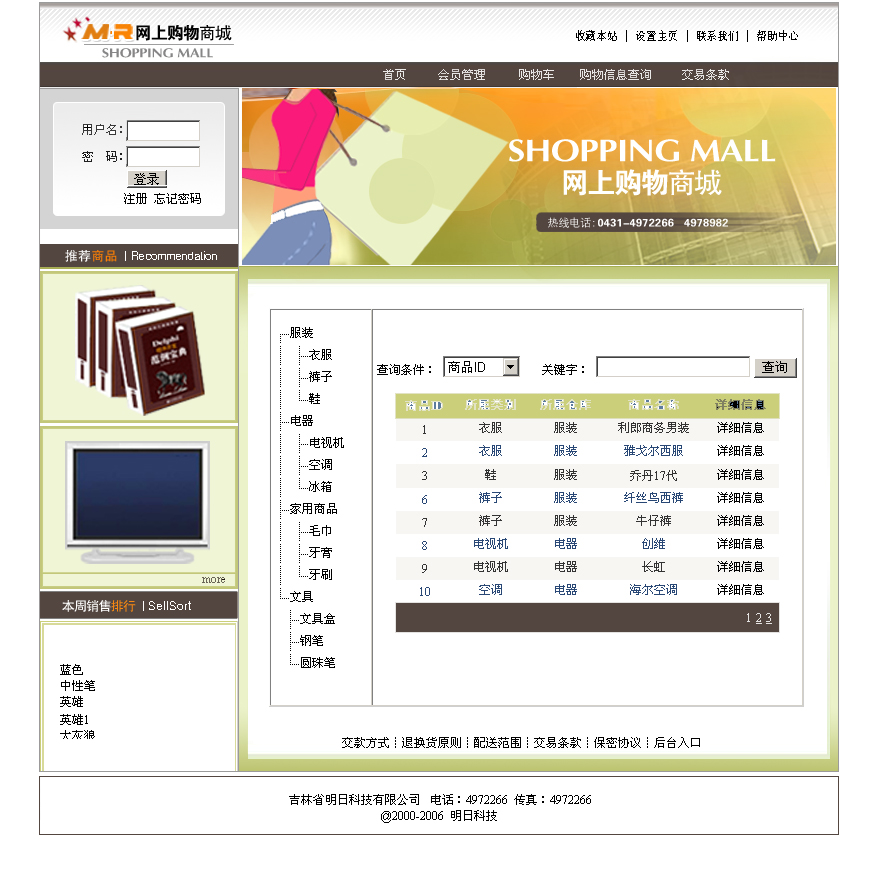 MR网上购物商城
SHOPPING MALL
收藏本站 | 设置主页 | 联系我们 | 帮助中心
首页 会员管理 购物车 购物信息查询 交易条款
用户名：
密 码：
登录
注册 忘记密码
SHOPPING MALL
网上购物商城
热线电话：0431-4972266 4978982
推荐商品 | Recommendation
Delphi
范例宝典
more
本周销售排行 | SellSort
蓝色
中性笔
英雄
英雄1
大灰狼
服装
衣服
裤子
鞋
电器
电视机
空调
冰箱
家用商品
毛巾
牙膏
牙刷
文具
文具盒
钢笔
圆珠笔
查询条件： 商品ID 关键字： 查询
商品ID 所属类别 所属仓库 商品名称 详细信息
1 衣服 服装 利郎商务男装 详细信息
2 衣服 服装 雅戈尔西服 详细信息
3 鞋 服装 乔丹17代 详细信息
6 裤子 服装 纤丝鸟西裤 详细信息
7 裤子 服装 牛仔裤 详细信息
8 电视机 电器 创维 详细信息
9 电视机 电器 长虹 详细信息
10 空调 电器 海尔空调 详细信息
1 2 3
交款方式┆退换货原则┆配送范围┆交易条款┆保密协议┆后台入口
吉林省明日科技有限公司 电话：4972266 传真：4972266
@2000-2006 明日科技